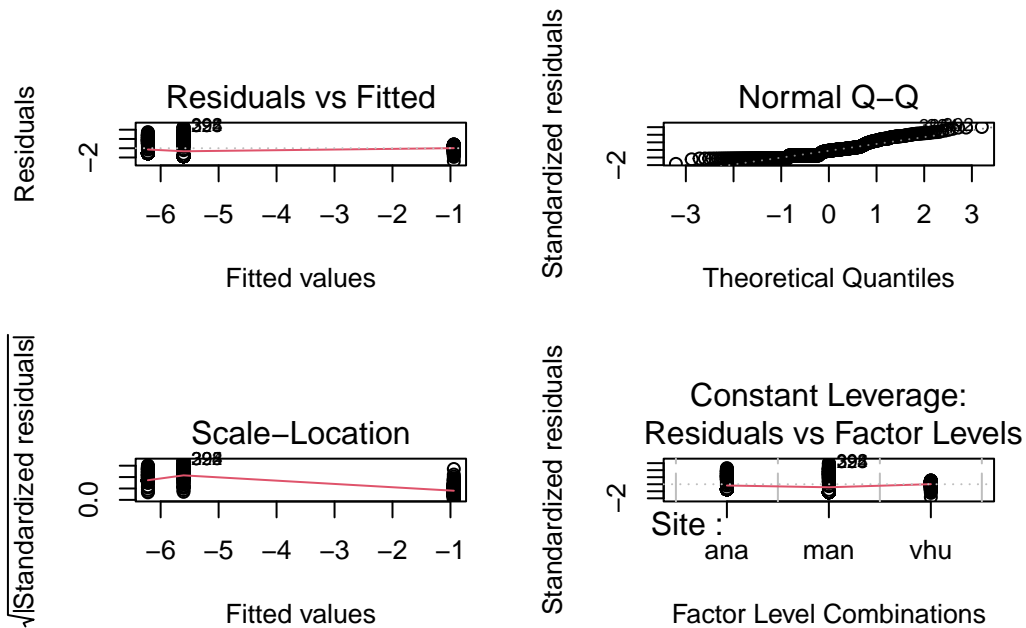 Residuals vs Fitted
Residuals
−2
−6 −5 −4 −3 −2 −1
Fitted values
Normal Q−Q
Standardized residuals
−2
−3 −1 0 1 2 3
Theoretical Quantiles
Scale−Location
√|Standardized residuals|
0.0
−6 −5 −4 −3 −2 −1
Fitted values
Constant Leverage:
Residuals vs Factor Levels
Standardized residuals
−2
Site :
ana man vhu
Factor Level Combinations